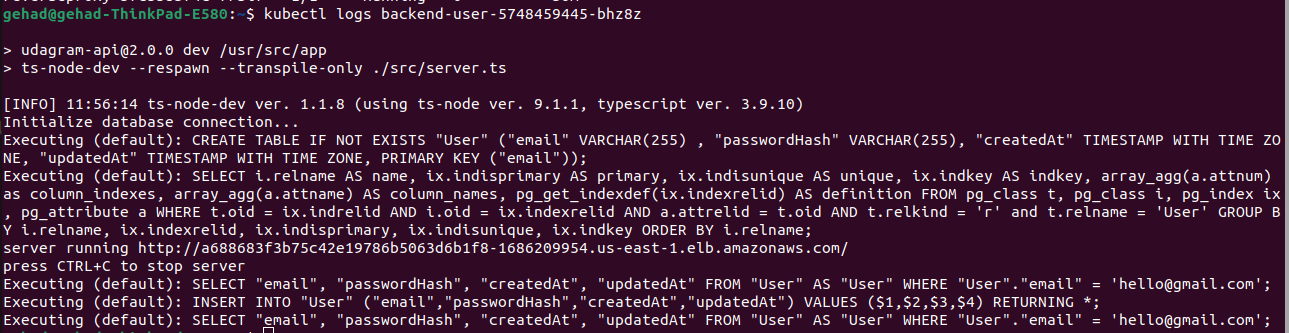 gehad@gehad-ThinkPad-E580:~$ kubectl logs backend-user-5748459445-bhz8z
> udagram-api@2.0.0 dev /usr/src/app
> ts-node-dev --respawn --transpile-only ./src/server.ts
[INFO] 11:56:14 ts-node-dev ver. 1.1.8 (using ts-node ver. 9.1.1, typescript ver. 3.9.10)
Initialize database connection...
Executing (default): CREATE TABLE IF NOT EXISTS "User" ("email" VARCHAR(255) , "passwordHash" VARCHAR(255), "createdAt" TIMESTAMP WITH TIME ZO
NE, "updatedAt" TIMESTAMP WITH TIME ZONE, PRIMARY KEY ("email"));
Executing (default): SELECT i.relname AS name, ix.indisprimary AS primary, ix.indisunique AS unique, ix.indkey AS indkey, array_agg(a.attnum)
as column_indexes, array_agg(a.attname) AS column_names, pg_get_indexdef(ix.indexrelid) AS definition FROM pg_class t, pg_class i, pg_index ix
, pg_attribute a WHERE t.oid = ix.indrelid AND i.oid = ix.indexrelid AND a.attrelid = t.oid AND t.relkind = 'r' and t.relname = 'User' GROUP B
Y i.relname, ix.indexrelid, ix.indisprimary, ix.indisunique, ix.indkey ORDER BY i.relname;
server running http://a688683f3b75c42e19786b5063d6b1f8-1686209954.us-east-1.elb.amazonaws.com/
press CTRL+C to stop server
Executing (default): SELECT "email", "passwordHash", "createdAt", "updatedAt" FROM "User" AS "User" WHERE "User"."email" = 'hello@gmail.com';
Executing (default): INSERT INTO "User" ("email","passwordHash","createdAt","updatedAt") VALUES ($1,$2,$3,$4) RETURNING *;
Executing (default): SELECT "email", "passwordHash", "createdAt", "updatedAt" FROM "User" AS "User" WHERE "User"."email" = 'hello@gmail.com';